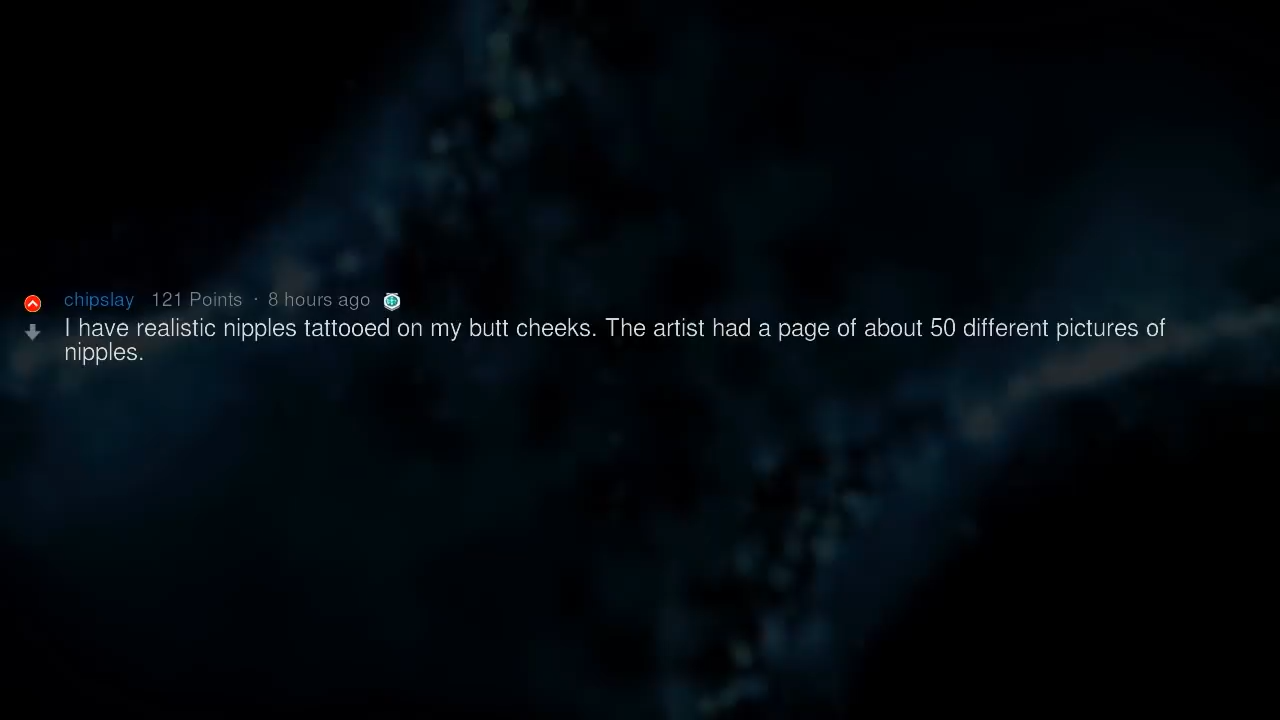 chipslay 121 Points · 8 hours ago
I have realistic nipples tattooed on my butt cheeks. The artist had a page of about 50 different pictures of
nipples.